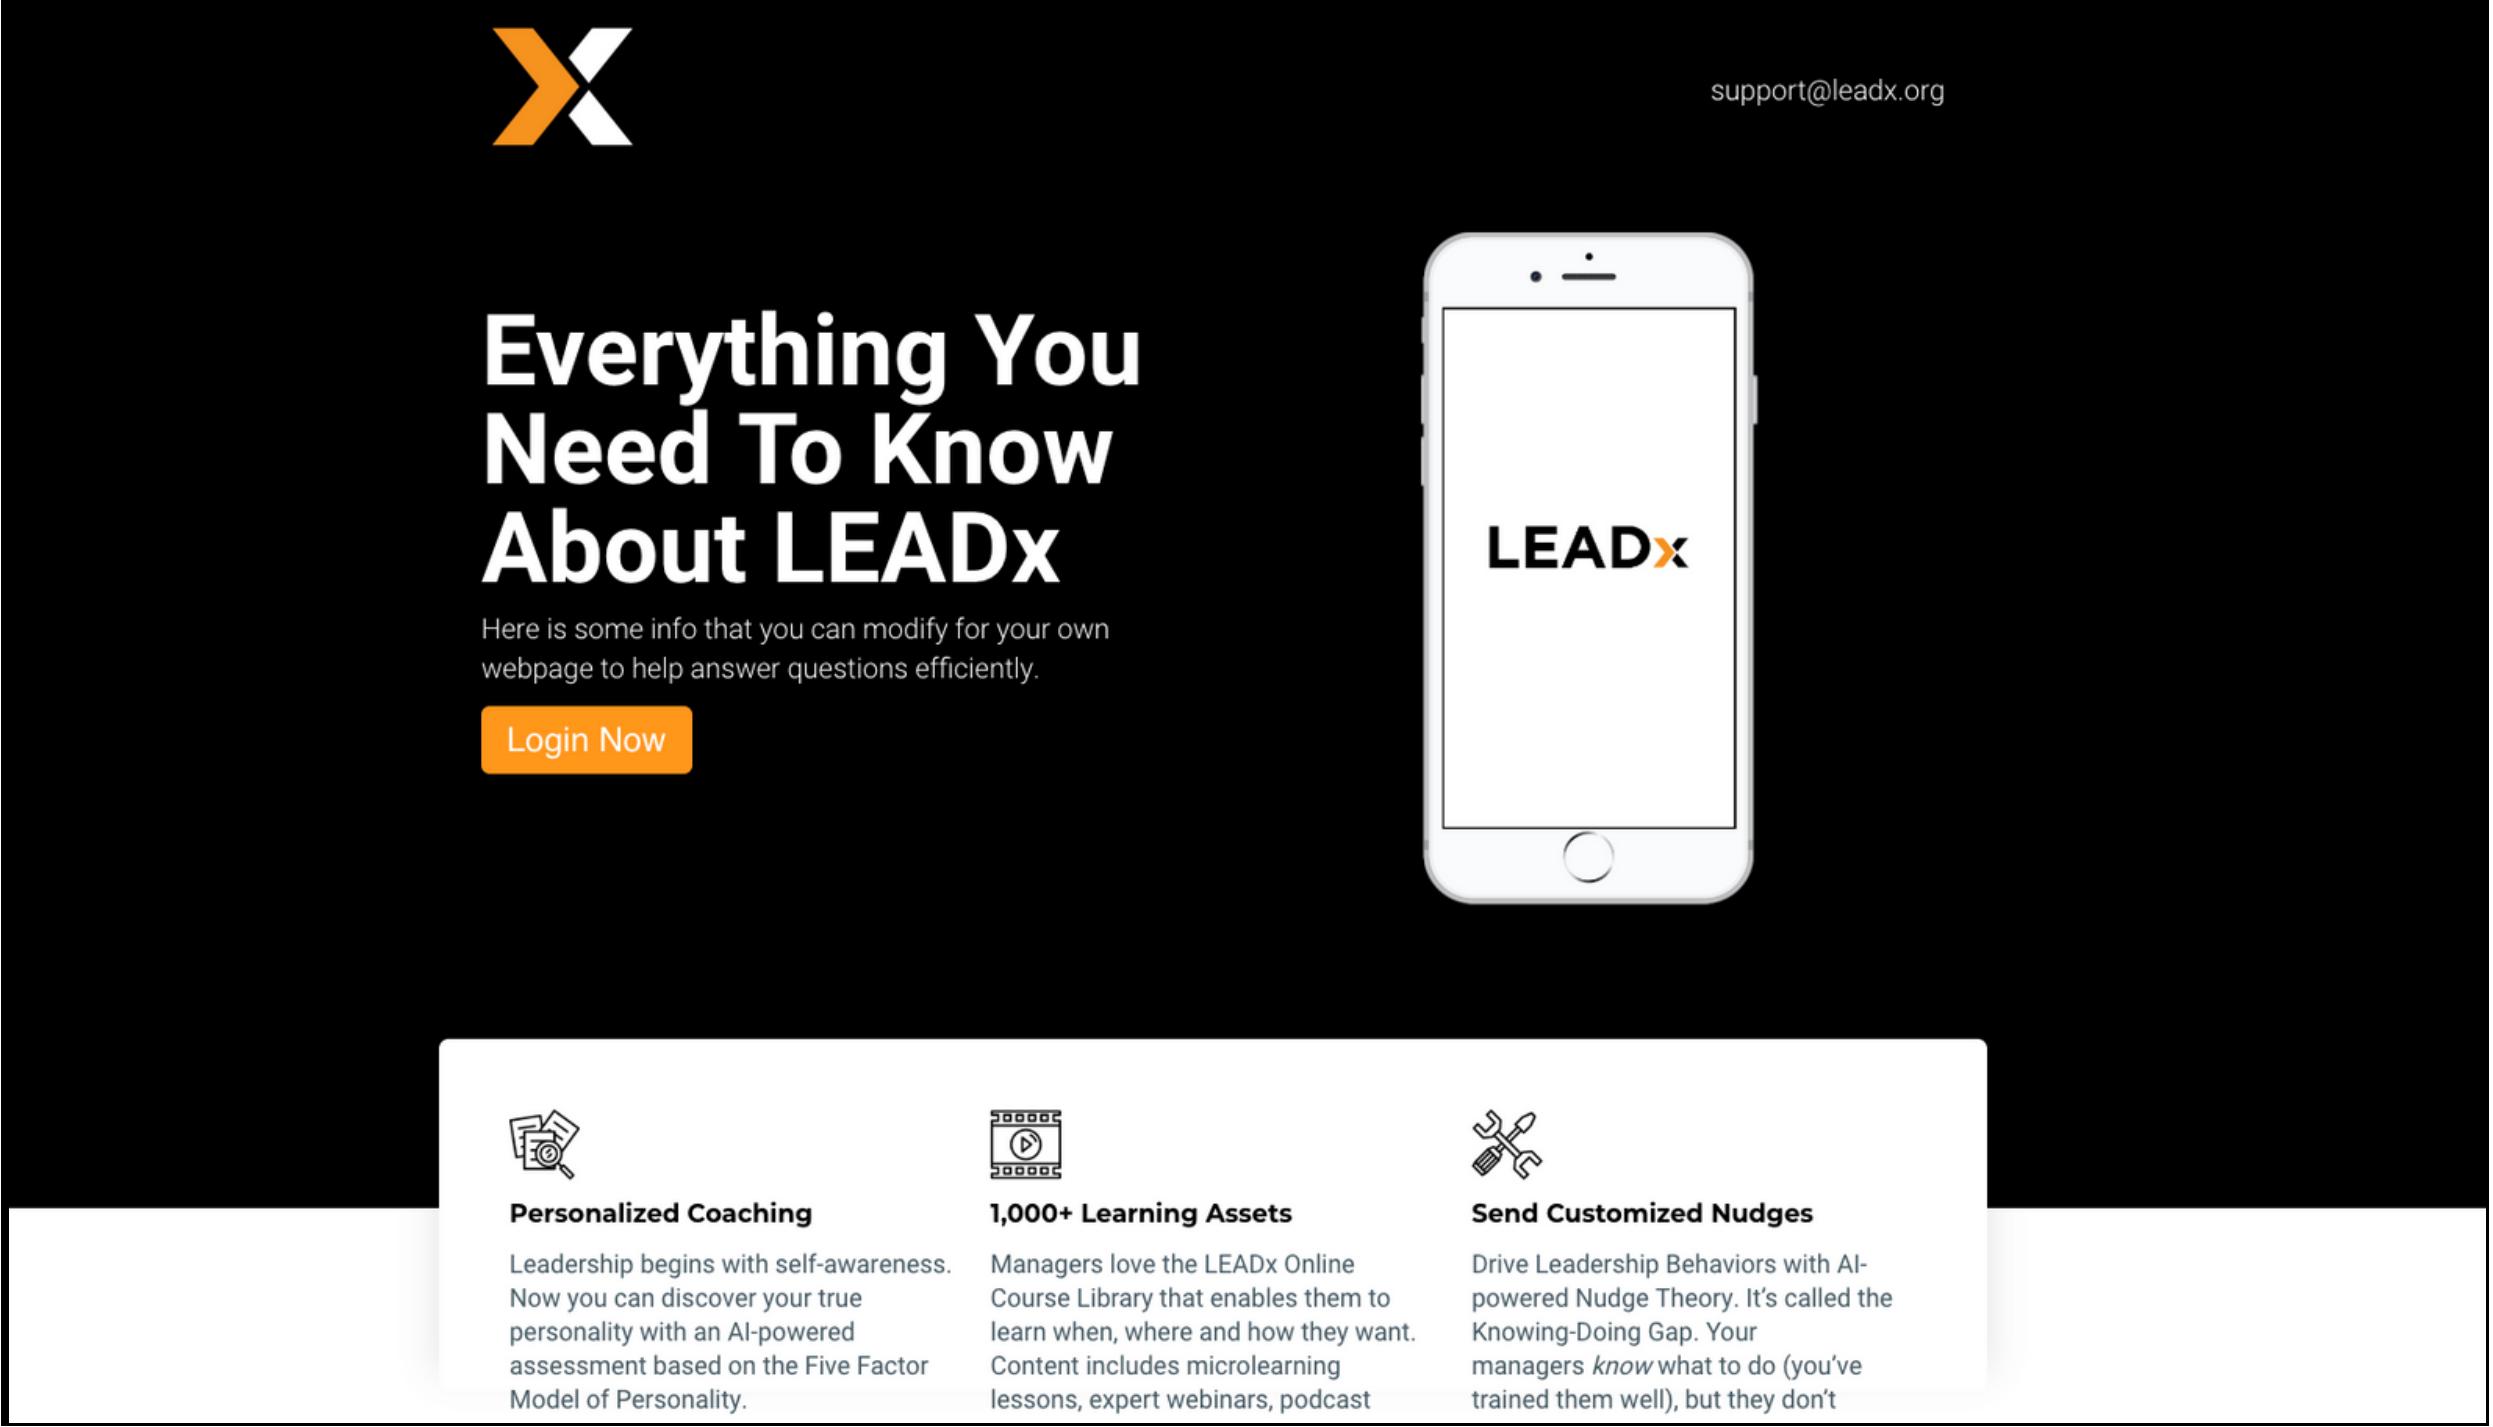 support@leadx.org
Everything You
Need To Know
About LEADx
Here is some info that you can modify for your own
webpage to help answer questions efficiently.
Login Now
LEADx
Personalized Coaching
Leadership begins with self-awareness.
Now you can discover your true
personality with an AI-powered
assessment based on the Five Factor
Model of Personality.
1,000+ Learning Assets
Managers love the LEADx Online
Course Library that enables them to
learn when, where and how they want.
Content includes microlearning
lessons, expert webinars, podcast
Send Customized Nudges
Drive Leadership Behaviors with AI-
powered Nudge Theory. It’s called the
Knowing-Doing Gap. Your
managers know what to do (you’ve
trained them well), but they don’t